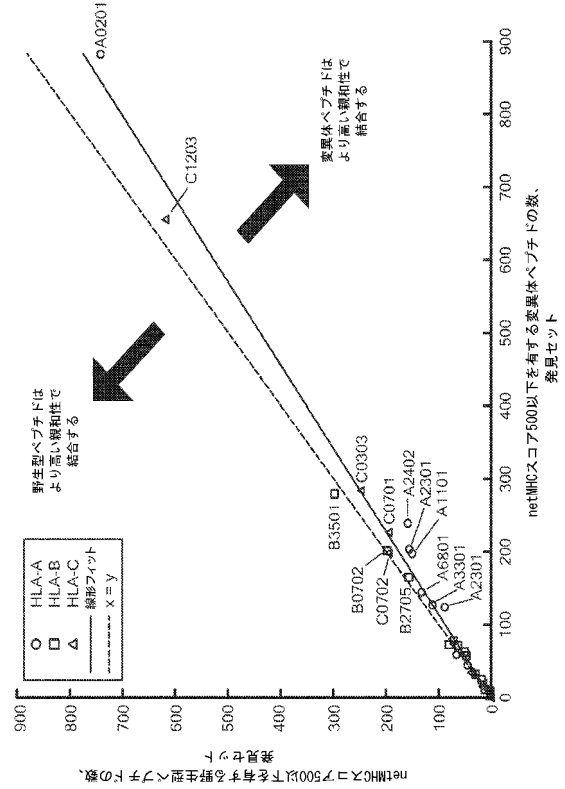 HLA-A
HLA-B
HLA-C
線形フィット
x = y
野生型ペプチドは
より高い親和性で
結合する
変異体ペプチドは
より高い親和性で
結合する
A0201
C1203
B3501
C0303
B0702
C0702
C0701
A2402
A2301
A1101
B2705
A6801
A3301
A2301
900
800
700
600
500
400
300
200
100
0
0
100
200
300
400
500
600
700
800
900
netMHCスコア500以下を有する野生型ペプチドの数、
発見セット
netMHCスコア500以下を有する変異体ペプチドの数、
発見セット